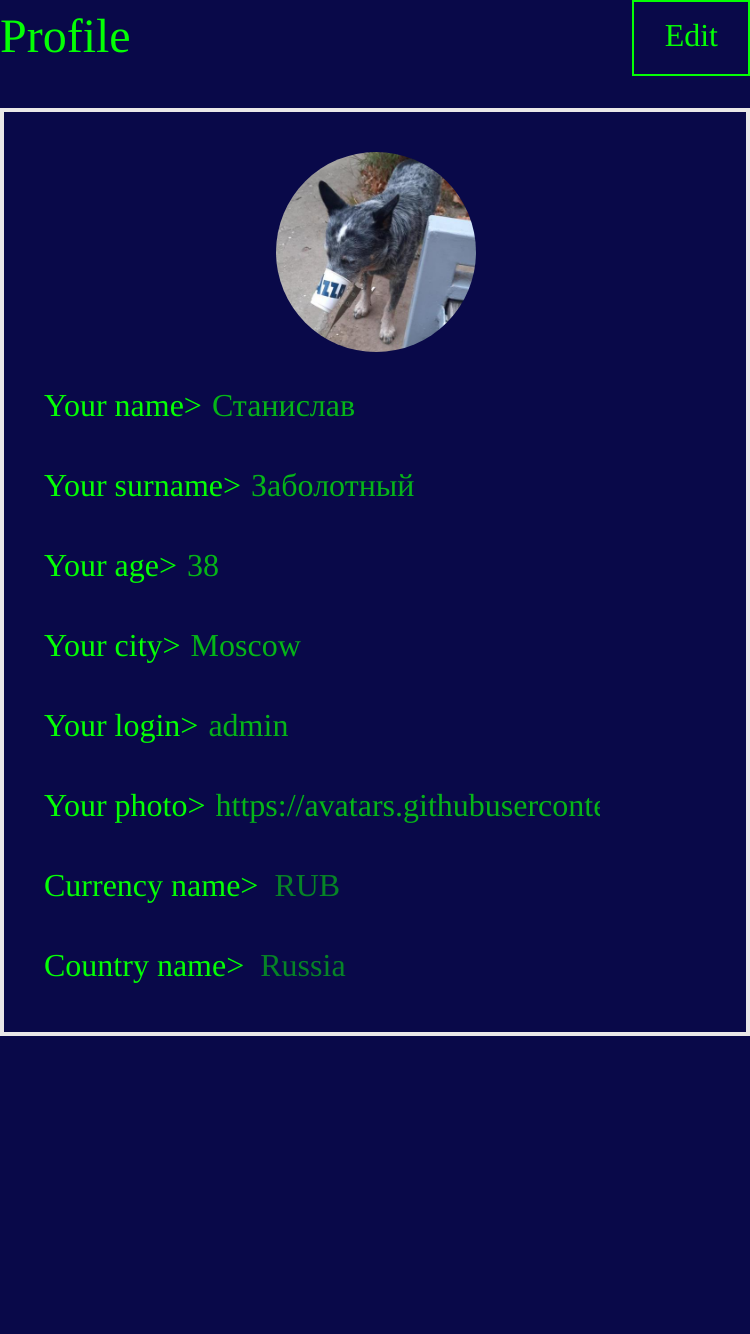 Profile
Edit
IZZA
Your name> Станислав
Your surname> Заболотный
Your age> 38
Your city> Moscow
Your login> admin
Your photo> https://avatars.githubuserconte
Currency name> RUB
Country name> Russia